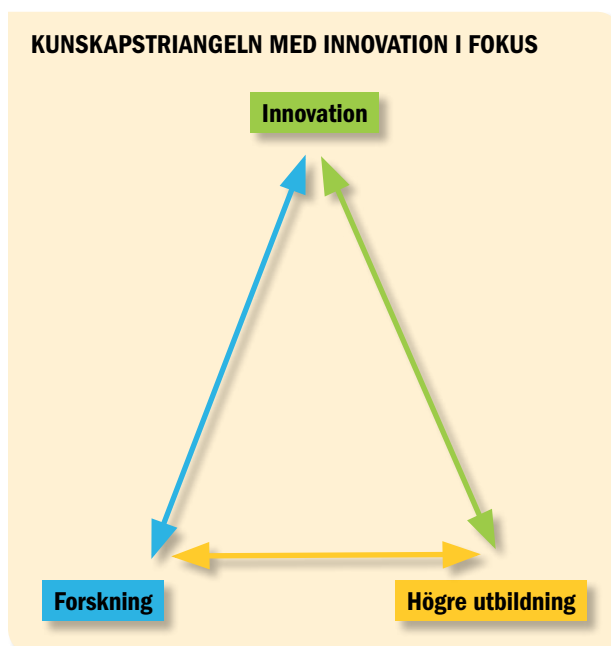 KUNSKAPSTRIANGELN MED INNOVATION I FOKUS
Innovation
Forskning
Högre utbildning